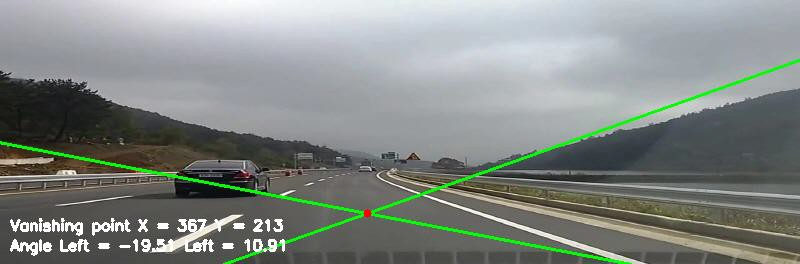 Vanishing point X = 367 Y = 213
Angle Left = -19.51 Left = 10.91